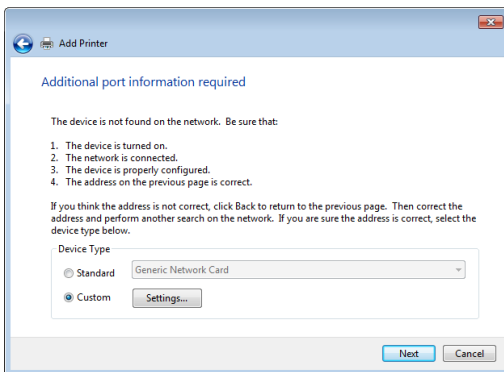 Add Printer
Additional port information required
The device is not found on the network.  Be sure that:
1.  The device is turned on.
2.  The network is connected.
3.  The device is properly configured.
4.  The address on the previous page is correct.
If you think the address is not correct, click Back to return to the previous page.  Then correct the
address and perform another search on the network.  If you are sure the address is correct, select the
device type below.
Device Type
Standard
Generic Network Card
Custom
Settings...
Next
Cancel